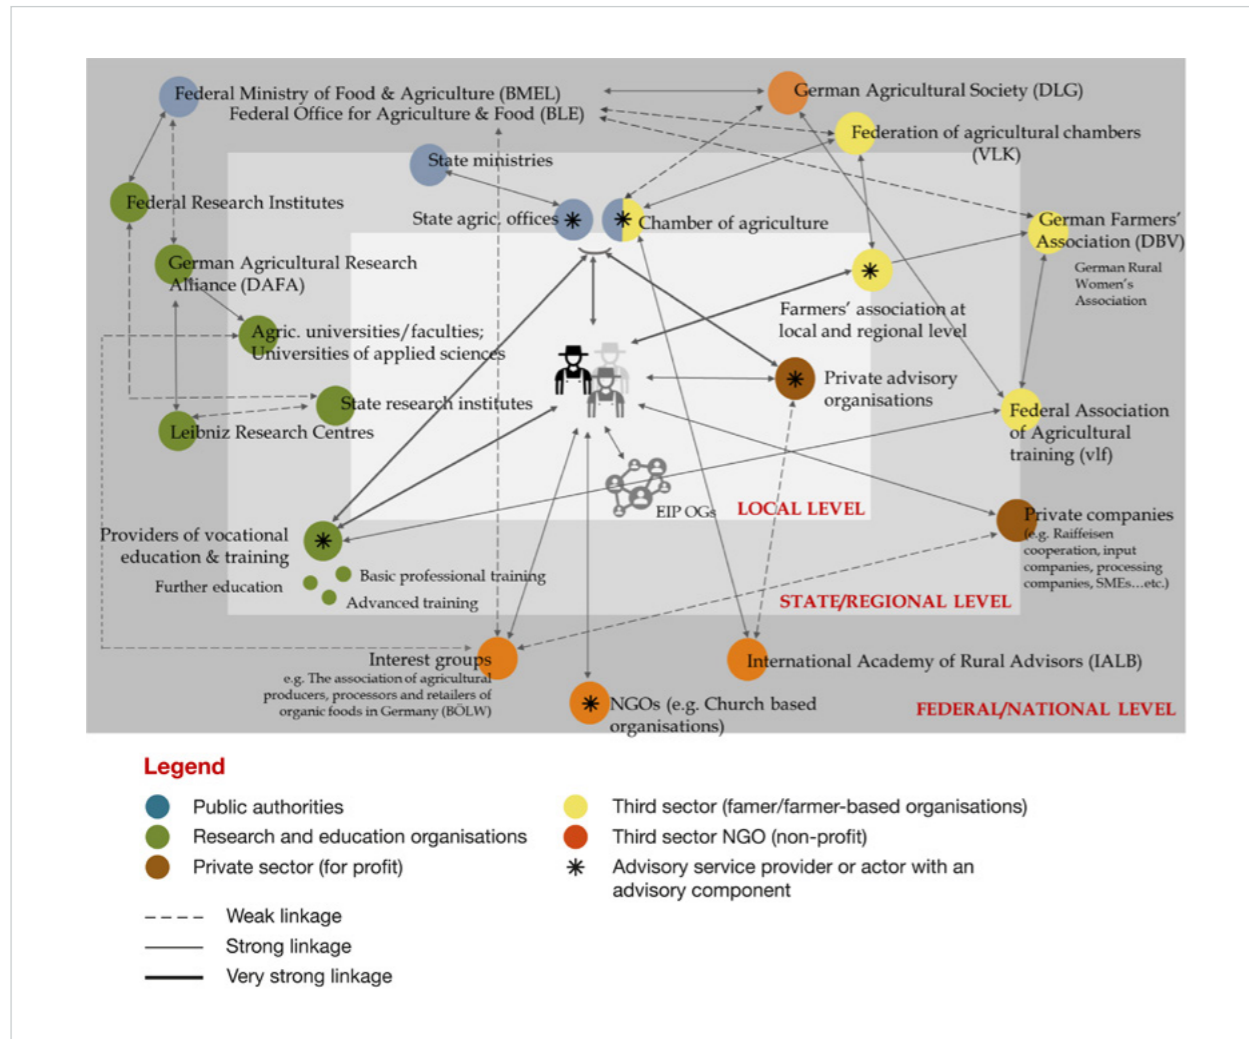 Federal Ministry of Food & Agriculture (BMEL)
Federal Office for Agriculture & Food (BLE)
German Agricultural Society (DLG)
Federation of agricultural chambers
(VLK)
State ministries
Federal Research Institutes
State agric. offices
Chamber of agriculture
German Farmers'
Association (DBV)
German Rural
Women's
Association
German Agricultural Research
Alliance (DAFA)
Farmers' association at
local and regional level
Agric. universities/faculties;
Universities of applied sciences
Private advisory
organisations
State research institutes
Leibniz Research Centres
Federal Association
of Agricultural
training (vlf)
EIP OGs
LOCAL LEVEL
Private companies
(e.g. Raiffeisen
cooperation, input
companies, processing
companies, SMEs...etc.)
Providers of vocational
education & training
Further education
Basic professional training
Advanced training
STATE/REGIONAL LEVEL
Interest groups
e.g. The association of agricultural
producers, processors and retailers of
organic foods in Germany (BÖLW)
International Academy of Rural Advisors (IALB)
NGOs (e.g. Church based
organisations)
FEDERAL/NATIONAL LEVEL
Legend
Public authorities
Research and education organisations
Private sector (for profit)
Third sector (famer/farmer-based organisations)
Third sector NGO (non-profit)
Advisory service provider or actor with an
advisory component
Weak linkage
Strong linkage
Very strong linkage